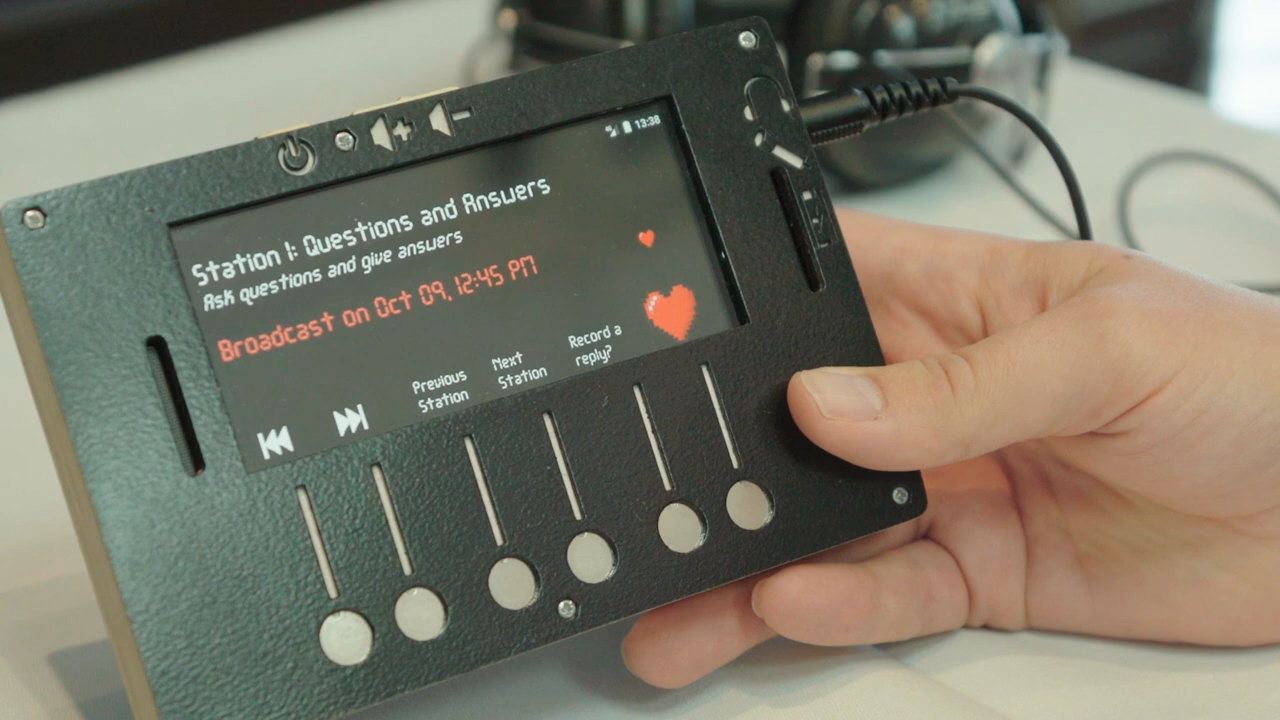 13:38
Station 1: Questions and Answers
Ask questions and give answers
Broadcast on Oct 09, 12:45 PM
Previous
Station
Next
Station
Record a
reply?